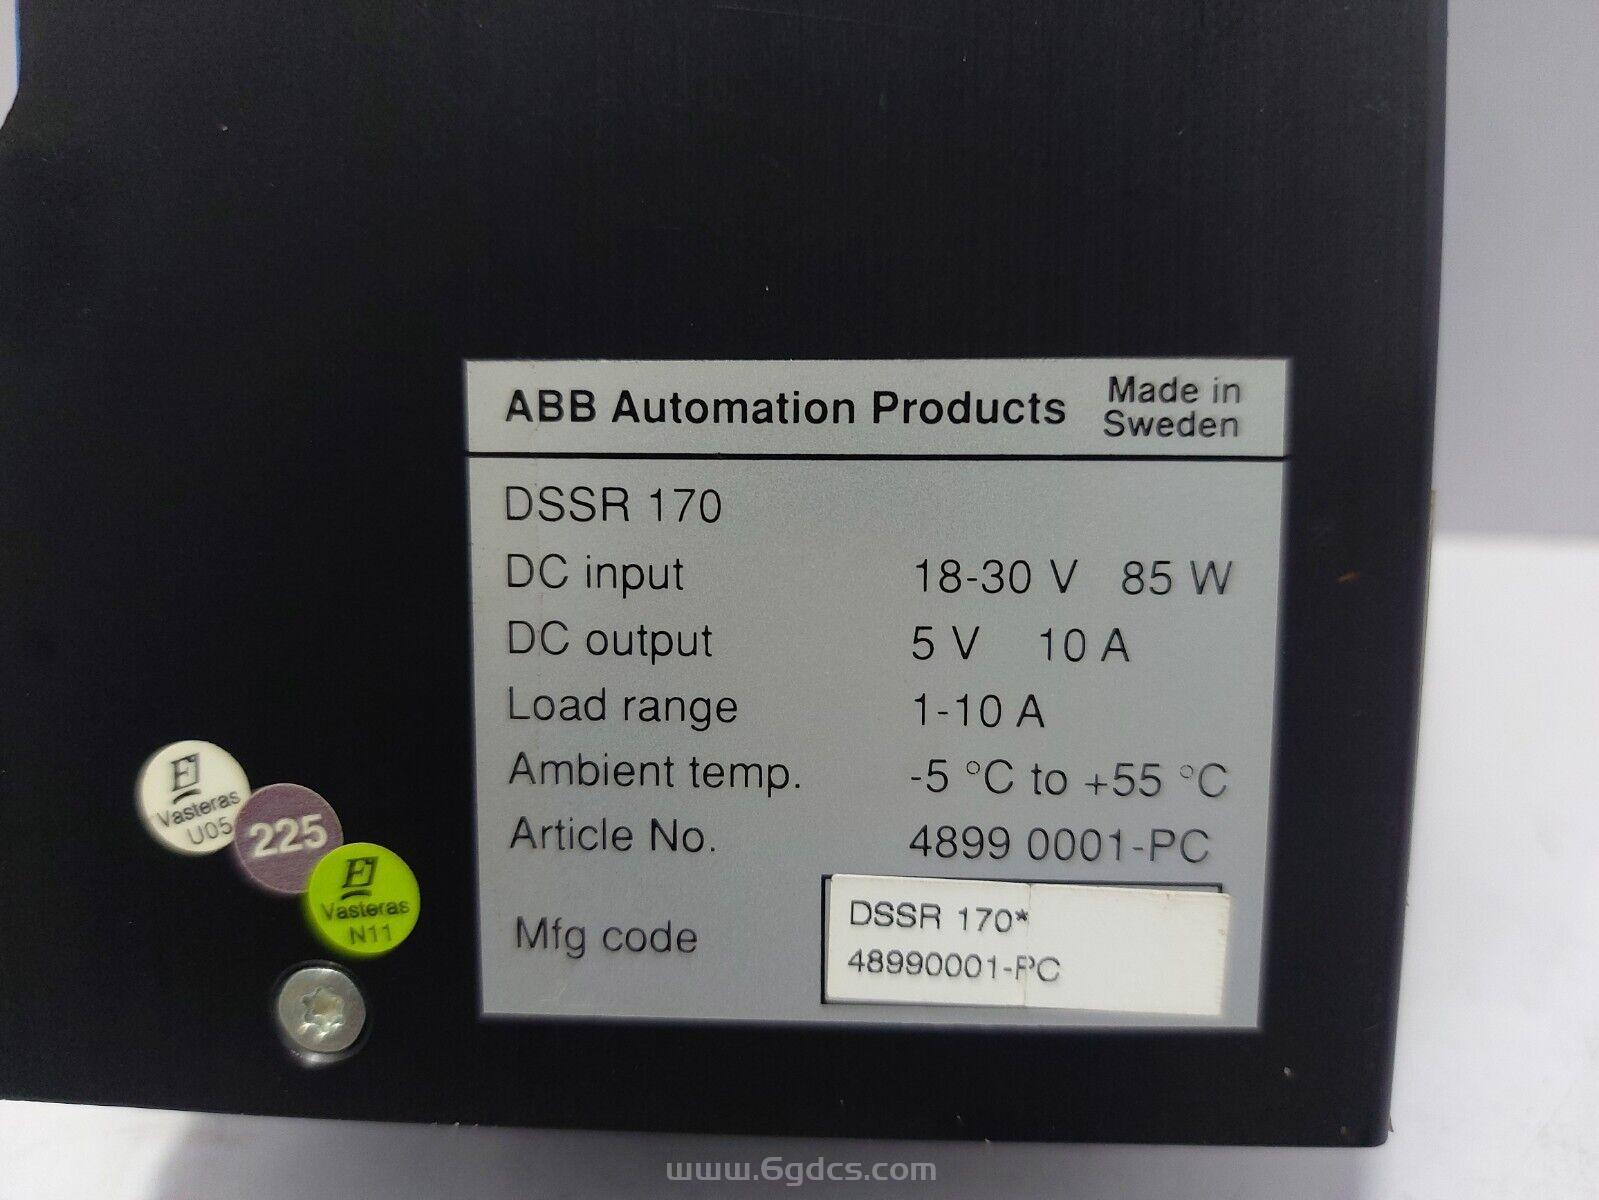 ABB Automation Products
Made in
Sweden
DSSR 170
DC input 18-30 V 85 W
DC output 5 V 10 A
Load range 1-10 A
Ambient temp. -5 °C to +55 °C
Article No. 4899 0001-PC
Mfg code
DSSR 170*
48990001-PC
Vasteras
U05
225
Vasteras
N11
www.6gdcs.com